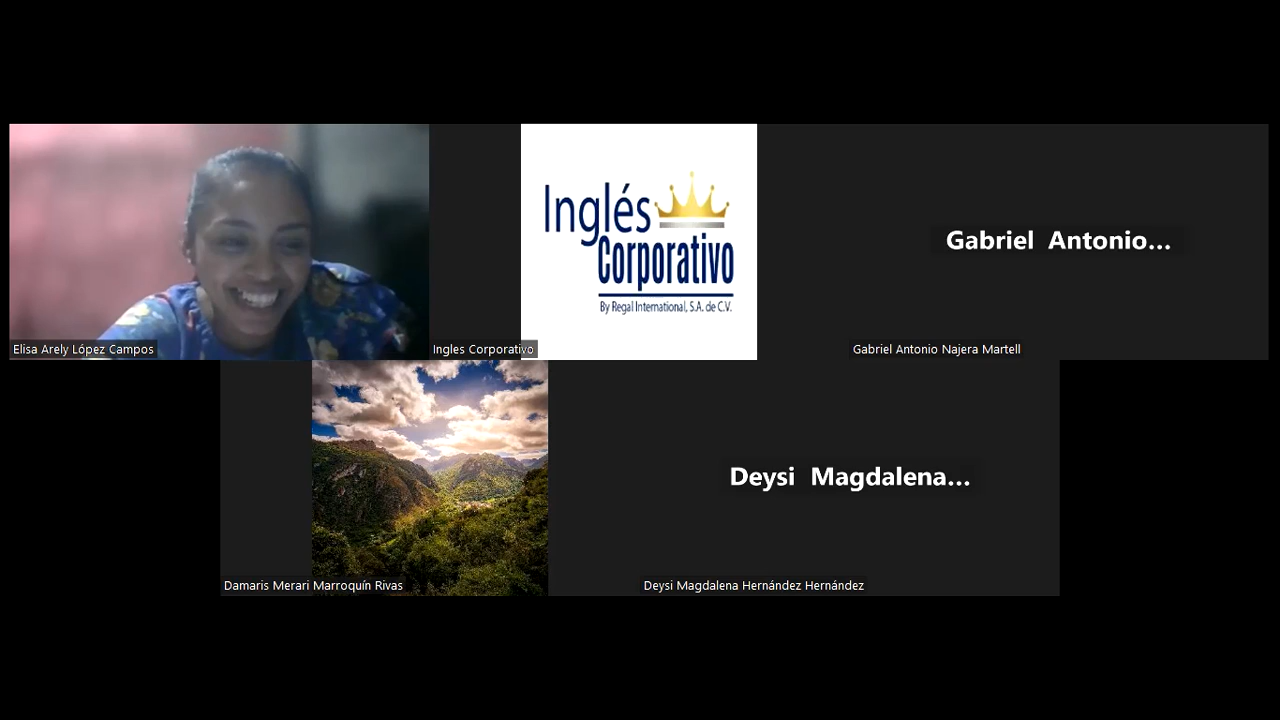 Inglés
Corporativo
By Regal International, S.A. de C.V.
Gabriel Antonio...
Elisa Arely López Campos
Ingles Corporativo
Gabriel Antonio Najera Martell
Deysi Magdalena...
Damaris Merari Marroquín Rivas
Deysi Magdalena Hernández Hernández